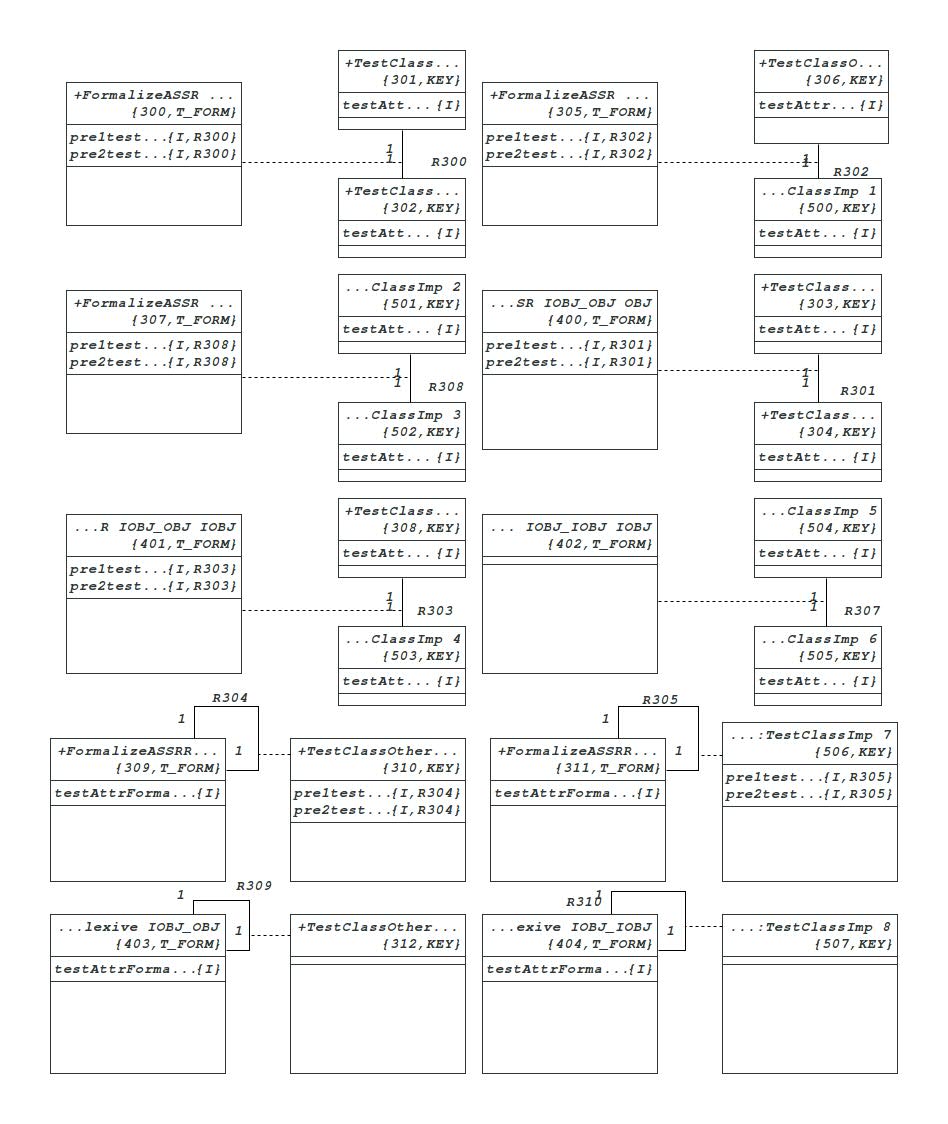 +FormalizeASSR ...
{300,T_FORM}
pre1test...{I,R300}
pre2test...{I,R300}
+TestClass...
{301,KEY}
testAtt... {I}
1
1
R300
+TestClass...
{302,KEY}
testAtt... {I}
+FormalizeASSR ...
{305,T_FORM}
pre1test...{I,R302}
pre2test...{I,R302}
+TestClassO...
{306,KEY}
testAttr...{I}
1
1
R302
...ClassImp 1
{500,KEY}
testAtt... {I}
+FormalizeASSR ...
{307,T_FORM}
pre1test...{I,R308}
pre2test...{I,R308}
...ClassImp 2
{501,KEY}
testAtt... {I}
1
1
R308
...ClassImp 3
{502,KEY}
testAtt... {I}
...SR IOBJ_OBJ OBJ
{400,T_FORM}
pre1test...{I,R301}
pre2test...{I,R301}
+TestClass...
{303,KEY}
testAtt... {I}
1
1
R301
+TestClass...
{304,KEY}
testAtt... {I}
...R IOBJ_OBJ IOBJ
{401,T_FORM}
pre1test...{I,R303}
pre2test...{I,R303}
+TestClass...
{308,KEY}
testAtt... {I}
1
1
R303
...ClassImp 4
{503,KEY}
testAtt... {I}
... IOBJ_IOBJ IOBJ
{402,T_FORM}
...ClassImp 5
{504,KEY}
testAtt... {I}
1
1
R307
...ClassImp 6
{505,KEY}
testAtt... {I}
R304
1
+FormalizeASSRR...
{309,T_FORM}
testAttrForma...{I}
1
+TestClassOther...
{310,KEY}
pre1test...{I,R304}
pre2test...{I,R304}
R305
1
+FormalizeASSRR...
{311,T_FORM}
testAttrForma...{I}
1
...:TestClassImp 7
{506,KEY}
pre1test...{I,R305}
pre2test...{I,R305}
R309
1
...lexive IOBJ_OBJ
{403,T_FORM}
testAttrForma...{I}
1
+TestClassOther...
{312,KEY}
R310
1
...exive IOBJ_IOBJ
{404,T_FORM}
testAttrForma...{I}
1
...:TestClassImp 8
{507,KEY}